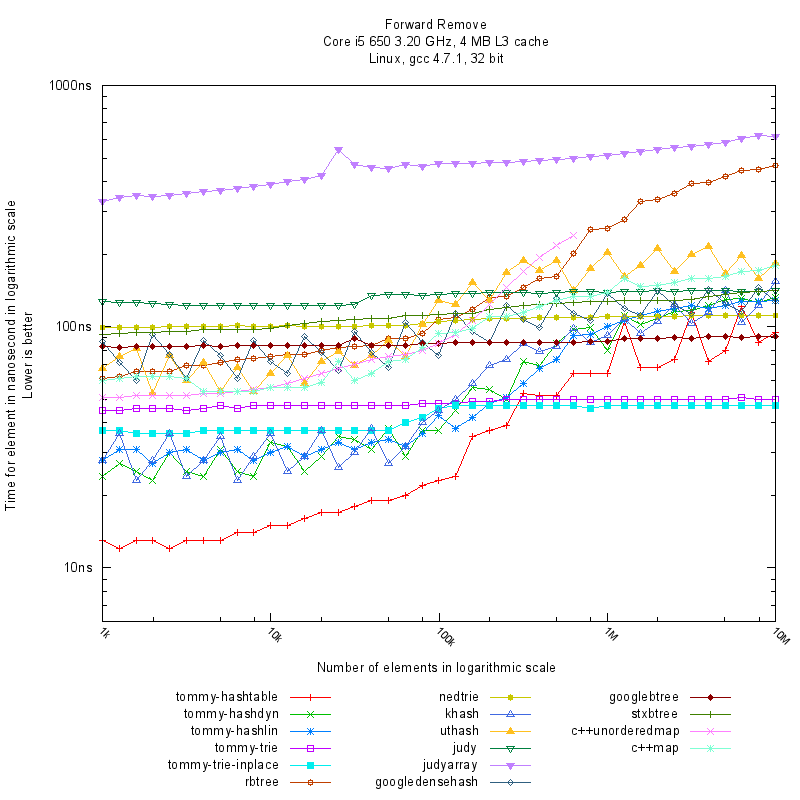 Forward Remove
Core i5 650 3.20 GHz, 4 MB L3 cache
Linux, gcc 4.7.1, 32 bit
Time for element in nanosecond in logarithmic scale
Lower is better
1000ns
100ns
10ns
1k
10k
100k
1M
10M
Number of elements in logarithmic scale
tommy-hashtable
tommy-hashdyn
tommy-hashlin
tommy-trie
tommy-trie-inplace
rbtree
nedtrie
khash
uthash
judy
judyarray
googledensehash
googlebtree
stxbtree
c++unorderedmap
c++map